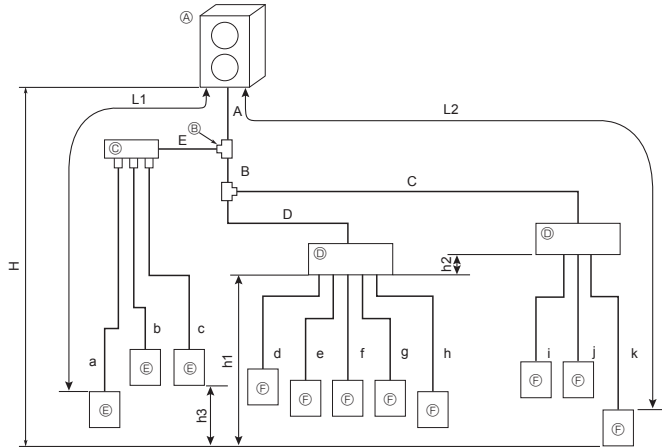 Ⓐ
L1
A
L2
Ⓑ
E
Ⓒ
B
C
D
Ⓓ
Ⓓ
h2
H
h1
a
b
c
d
e
f
g
h
i
j
k
Ⓔ
Ⓔ
Ⓔ
h3
Ⓕ
Ⓕ
Ⓕ
Ⓕ
Ⓕ
Ⓕ
Ⓕ
Ⓕ